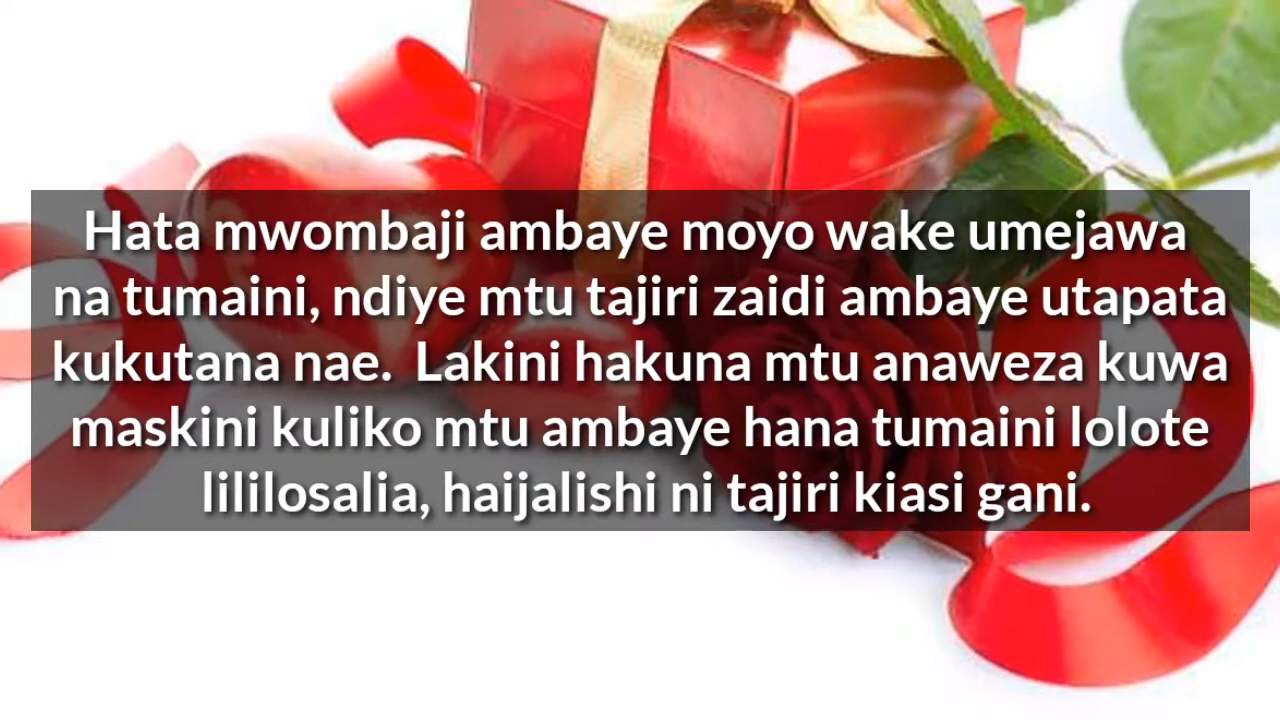 Hata mwombaji ambaye moyo wake umejawa
na tumaini, ndiye mtu tajiri zaidi ambaye utapata
kukutana nae.  Lakini hakuna mtu anaweza kuwa
maskini kuliko mtu ambaye hana tumaini lolote
lililosalia, haijalishi ni tajiri kiasi gani.